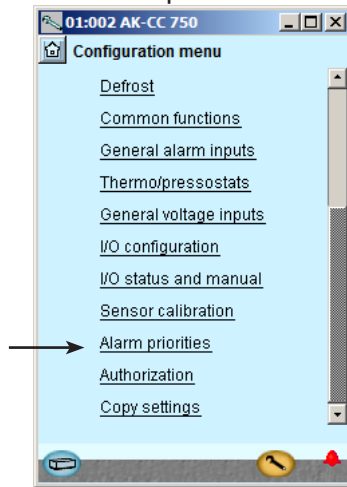 01:002 AK-CC 750
Configuration menu
Defrost
Common functions
General alarm inputs
Thermo/pressostats
General voltage inputs
I/O configuration
I/O status and manual
Sensor calibration
Alarm priorities
Authorization
Copy settings